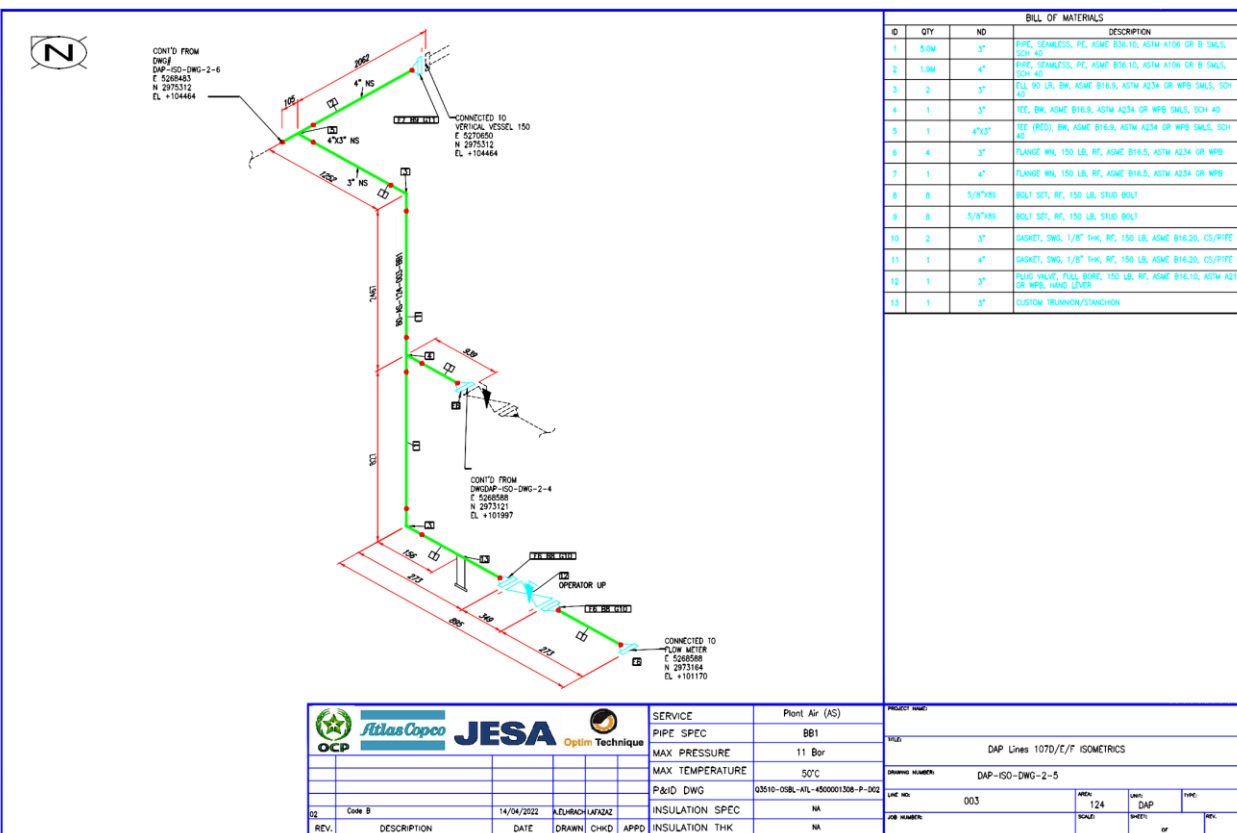 N
CONT'D FROM
DWG#
DAP-ISO-DWG-2-6
E 5268483
N 2975312
EL +104464
2062
4" NS
105
2
F7 B9 G11
CONNECTED TO
VERTICAL VESSEL 150
E 5270650
N 2975312
EL +104464
5
4"X3" NS
1252
3" NS
1
3
2467
1
4
939
1
F6
827
1
CONT'D FROM
DWGDAP-ISO-DWG-2-4
E 5268588
N 2973121
EL +101997
3
1
156
13
F6 B8 G10
12
OPERATOR UP
273
F6 B8 G10
349
895
1
273
CONNECTED TO
FLOW METER
E 5268588
N 2973164
EL +101170
F6
BILL OF MATERIALS
ID QTY ND DESCRIPTION
1 5.0M 3" PIPE, SEAMLESS, PE, ASME B36.10, ASTM A106 GR B SMLS,
SCH 40
2 1.9M 4" PIPE, SEAMLESS, PE, ASME B36.10, ASTM A106 GR B SMLS,
SCH 40
3 2 3" ELL 90 LR, BW, ASME B16.9, ASTM A234 GR WPB SMLS, SCH
40
4 1 3" TEE, BW, ASME B16.9, ASTM A234 GR WPB SMLS, SCH 40
5 1 4"X3" TEE (RED), BW, ASME B16.9, ASTM A234 GR WPB SMLS, SCH
40
6 4 3" FLANGE WN, 150 LB, RF, ASME B16.5, ASTM A234 GR WPB
7 1 4" FLANGE WN, 150 LB, RF, ASME B16.5, ASTM A234 GR WPB
8 8 BOLT SET, RF, 150 LB, STUD BOLT
9 8 BOLT SET, RF, 150 LB, STUD BOLT
10 2 3" GASKET, SWG, 1/8" THK, RF, 150 LB, ASME B16.20, CS/PTFE
11 1 4" GASKET, SWG, 1/8" THK, RF, 150 LB, ASME B16.20, CS/PTFE
12 1 3" PLUG VALVE, FULL BORE, 150 LB, RF, ASME B16.10, ASTM A21
GR WPB, HAND LEVER
13 1 3" CUSTOM TRUNNION/STANCHION
OCP
Atlas Copco
JESA
Optim Technique
02 Code B 14/04/2022 A.ELHRACH LAFAZAZ
REV. DESCRIPTION DATE DRAWN CHKD APPD
SERVICE Plant Air (AS)
PIPE SPEC BB1
MAX PRESSURE 11 Bar
MAX TEMPERATURE 50°C
P&ID DWG Q3510-OSBL-ATL-4500001308-P-D02
INSULATION SPEC NA
INSULATION THK NA
PROJECT NAME:
TITLE:
DAP Lines 107D/E/F ISOMETRICS
DRAWING NUMBER: DAP-ISO-DWG-2-5
LINE NO: 003
AREA: 124
UNIT: DAP
TYPE:
JOB NUMBER:
SCALE:
SHEET: OF
REV.